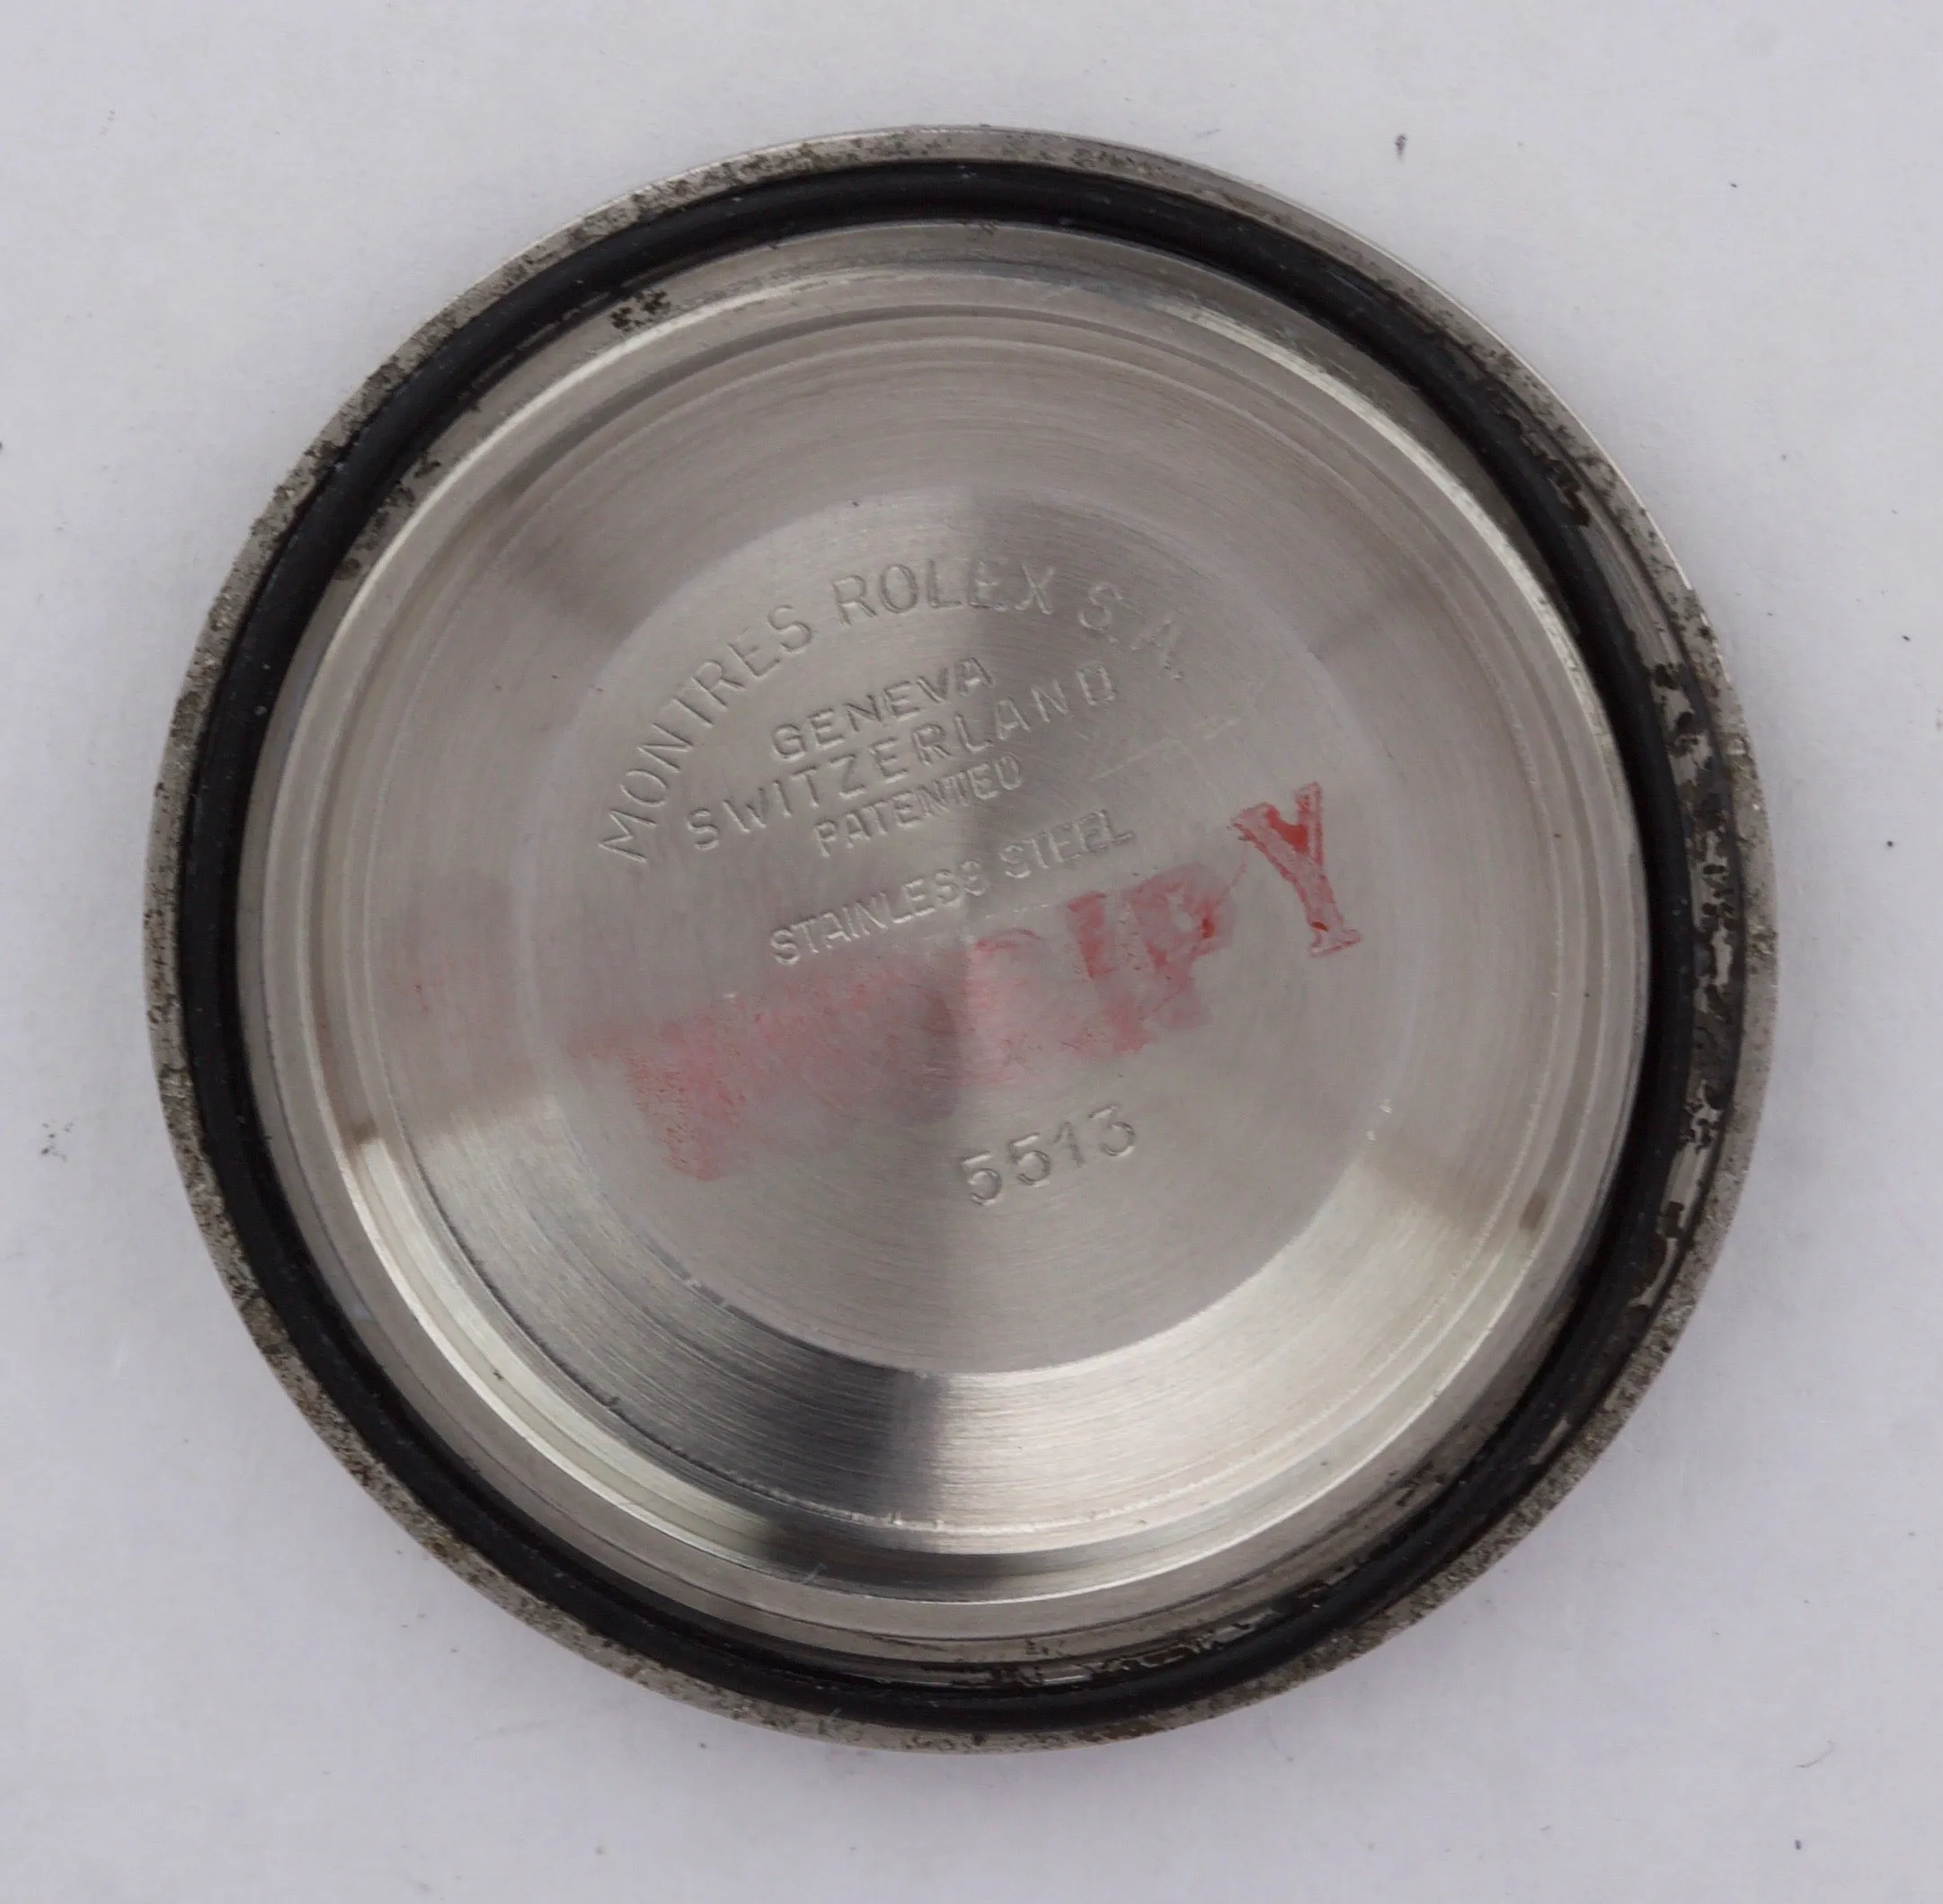 MONTRES ROLEX S.A.
GENEVA
SWITZERLAND
PATENTED
STAINLESS STEEL
5513